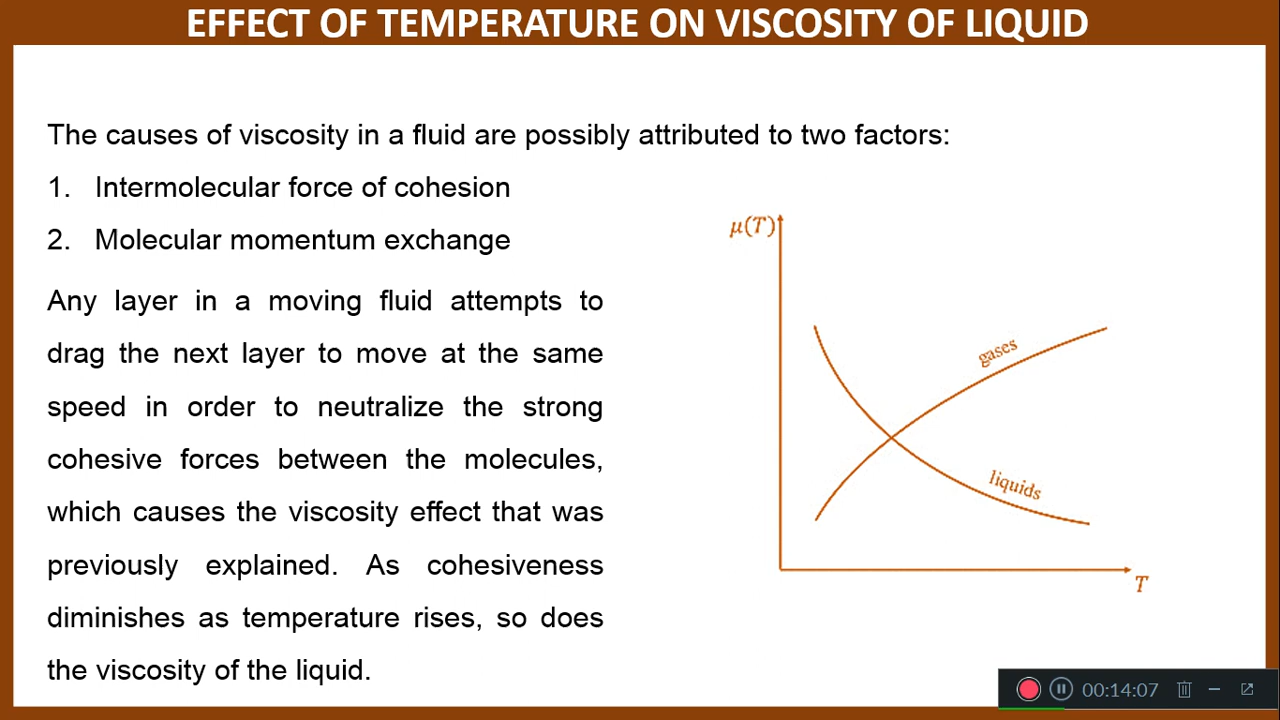 EFFECT OF TEMPERATURE ON VISCOSITY OF LIQUID
The causes of viscosity in a fluid are possibly attributed to two factors:
1. Intermolecular force of cohesion
2. Molecular momentum exchange
Any layer in a moving fluid attempts to
drag the next layer to move at the same
speed in order to neutralize the strong
cohesive forces between the molecules,
which causes the viscosity effect that was
previously explained. As cohesiveness
diminishes as temperature rises, so does
the viscosity of the liquid.
μ(T)
gases
liquids
T
00:14:07